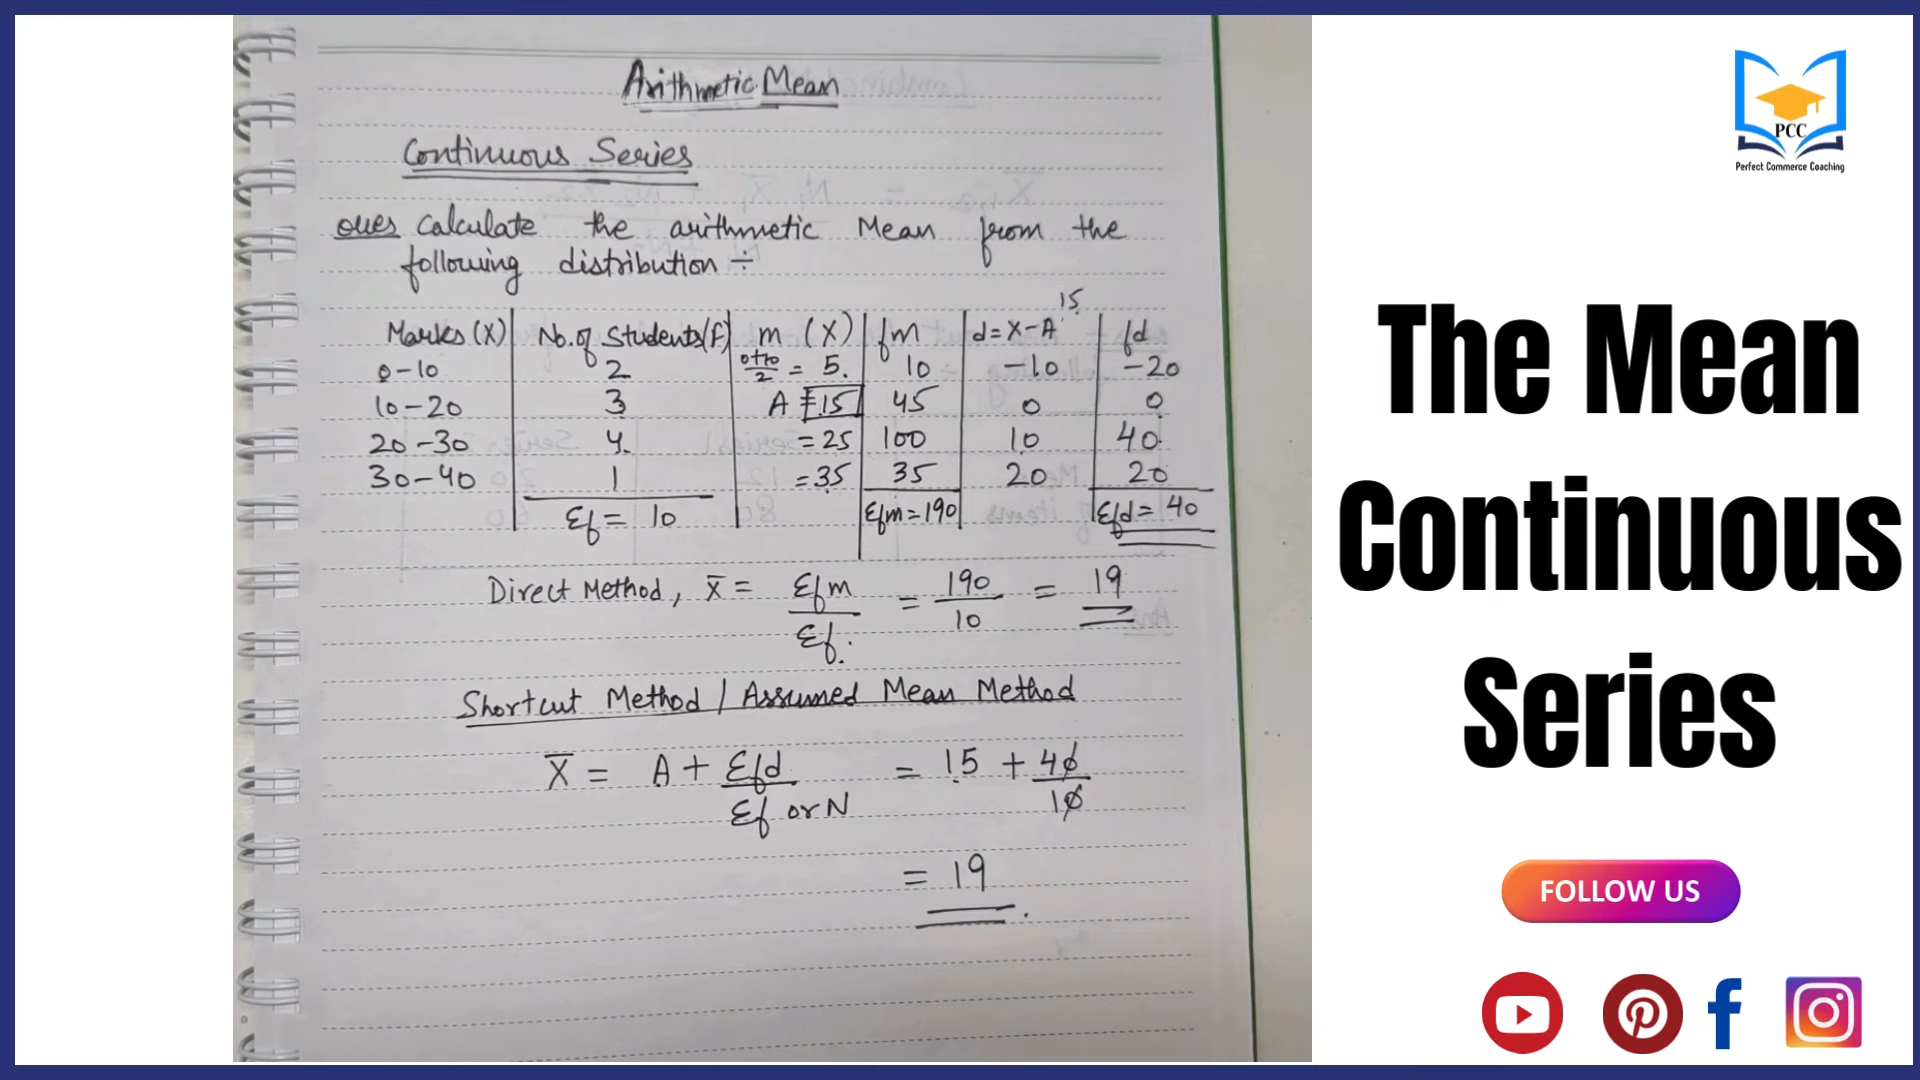 Arithmetic Mean
Continuous Series
Ques Calculate the arithmetic Mean from the
following distribution ÷
15
Marks (X) No. of Students (f) m (X) fm d = X - A fd
0-10 2 0+10/2 = 5. 10 -10 -20
10-20 3 A = 15 45 0 0
20-30 4 = 25 100 10 40
30-40 1 = 35 35 20 20
Σf = 10 Σfm = 190 Σfd = 40
Direct Method, X̄ = Σfm/Σf. = 190/10 = 19
Shortcut Method / Assumed Mean Method
X̄ = A + Σfd/Σf or N = 15 + 40/10
= 19
PCC
Perfect Commerce Coaching
The Mean
Continuous
Series
FOLLOW US